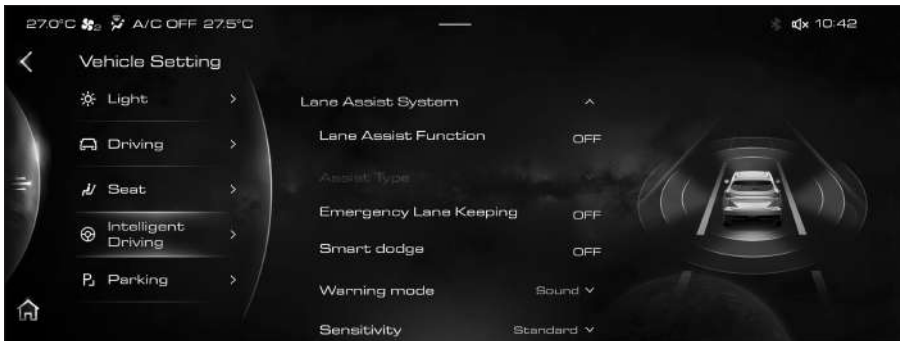 27.0°C 2 A/C OFF 27.5°C
10:42
Vehicle Setting
Light
Driving
Seat
Intelligent
Driving
Parking
Lane Assist System
Lane Assist Function OFF
Assist Type
Emergency Lane Keeping OFF
Smart dodge OFF
Warning mode Sound
Sensitivity Standard